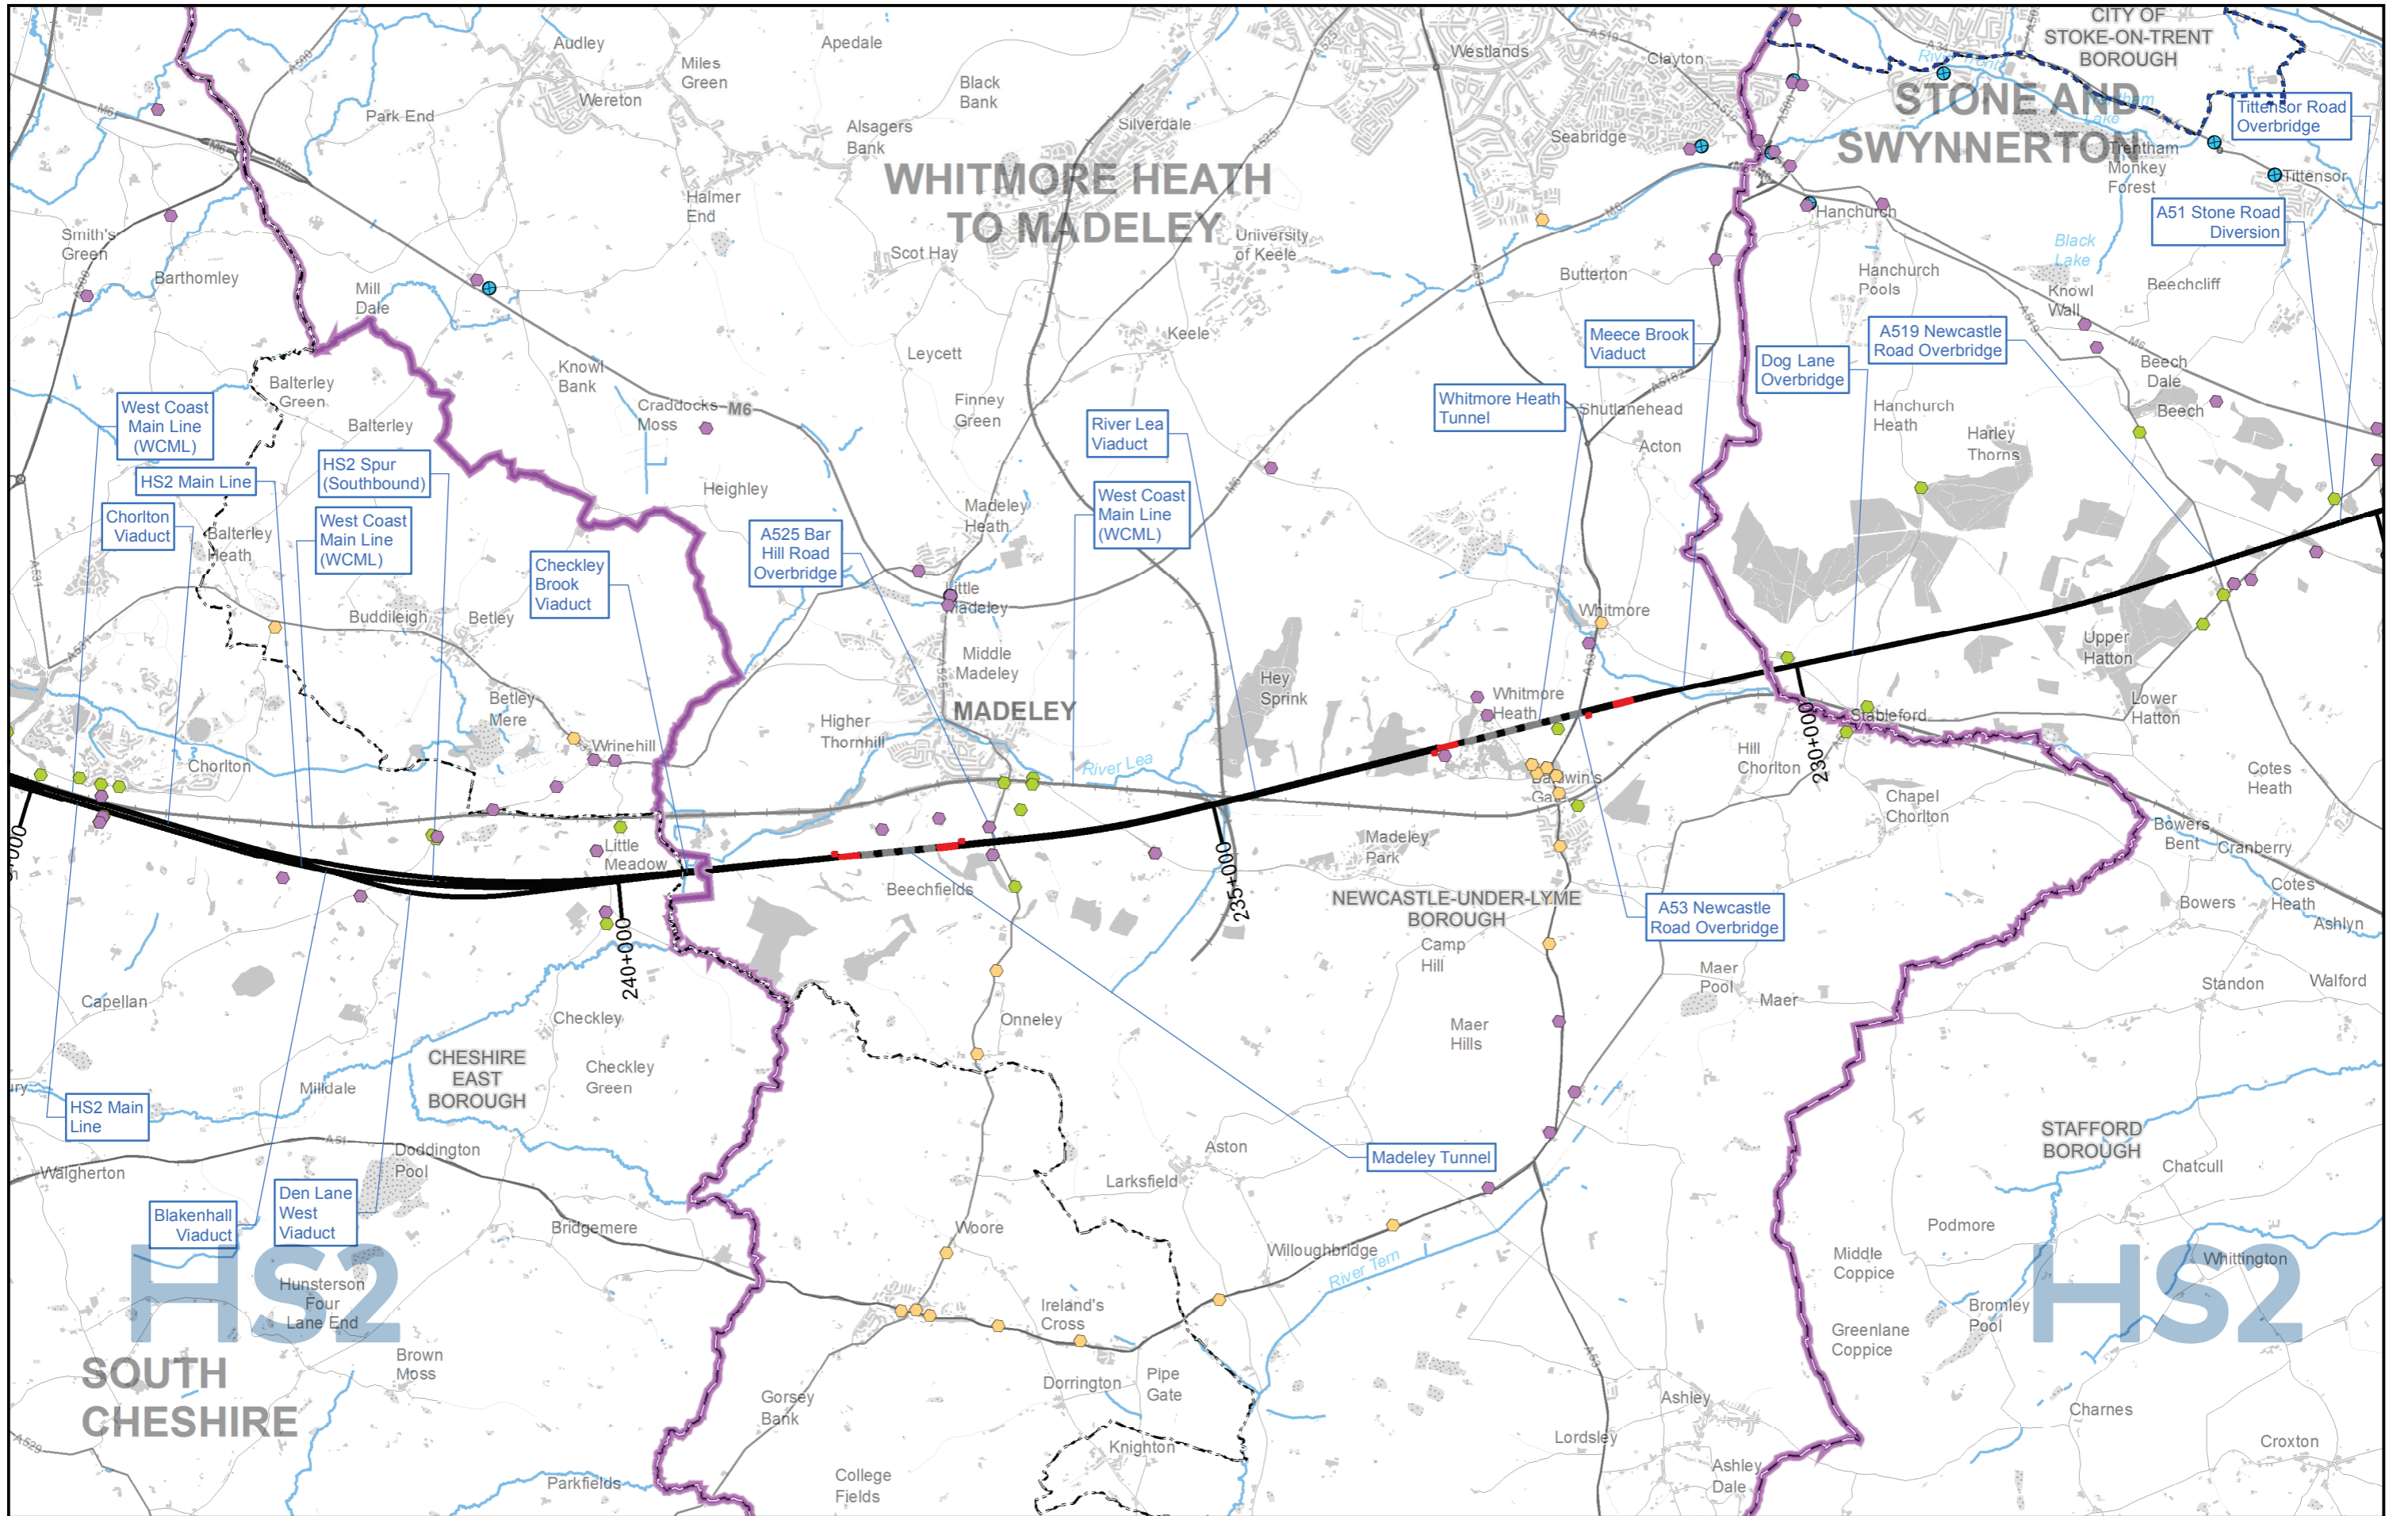 Audley
Apedale
Miles
Green
Wereton
Black
Bank
Park End
Alsagers
Bank
Silverdale
Westlands
Clayton
Seabridge
CITY OF
STOKE-ON-TRENT
BOROUGH
STONE AND
SWYNNERTON
Tittensor Road
Overbridge
Trentham
Monkey
Forest
Tittensor
WHITMORE HEATH
TO MADELEY
Halmer
End
Scot Hay
University
of Keele
Hanchurch
A51 Stone Road
Diversion
Smith's
Green
Barthomley
Mill
Dale
Butterton
Hanchurch
Pools
Black
Lake
Knowl
Wall
Beechcliff
Keele
Leycett
Meece Brook
Viaduct
Dog Lane
Overbridge
A519 Newcastle
Road Overbridge
Beech
Dale
Beech
Knowl
Bank
Balterley
Green
Balterley
Craddocks
Moss
M6
Finney
Green
River Lea
Viaduct
Whitmore Heath
Tunnel
Shutlanehead
Acton
Hanchurch
Heath
Harley
Thorns
West Coast
Main Line
(WCML)
HS2 Main Line
HS2 Spur
(Southbound)
Chorlton
Viaduct
West Coast
Main Line
(WCML)
Balterley
Heath
Heighley
Madeley
Heath
West Coast
Main Line
(WCML)
A525 Bar
Hill Road
Overbridge
Checkley
Brook
Viaduct
Little
Madeley
Buddileigh
Betley
Middle
Madeley
Whitmore
Upper
Hatton
Lower
Hatton
Betley
Mere
MADELEY
Hey
Sprink
Whitmore
Heath
Higher
Thornhill
Wrinehill
Chorlton
River Lea
Hill
Chorlton
Stableford
230+000
Baldwin's
Gate
Cotes
Heath
Chapel
Chorlton
Bowers
Bent
Cranberry
Little
Meadow
Beechfields
Madeley
Park
235+000
240+000
NEWCASTLE-UNDER-LYME
BOROUGH
A53 Newcastle
Road Overbridge
Cotes
Heath
Bowers
Ashlyn
Camp
Hill
Maer
Pool
Maer
Standon
Walford
Capellan
Checkley
Onneley
Maer
Hills
CHESHIRE
EAST
BOROUGH
Checkley
Green
Milldale
HS2 Main
Line
A51
Doddington
Pool
Walgherton
Aston
Madeley Tunnel
STAFFORD
BOROUGH
Chatcull
Larksfield
Blakenhall
Viaduct
Den Lane
West
Viaduct
Bridgemere
Woore
Willoughbridge
River Tern
Podmore
Middle
Coppice
Whittington
HS2
HS2
Hunsterson
Four
Lane End
Ireland's
Cross
Bromley
Pool
Greenlane
Coppice
SOUTH
CHESHIRE
Brown
Moss
Dorrington
Pipe
Gate
A53
Gorsey
Bank
Ashley
Charnes
A529
Knighton
Lordsley
Croxton
Parkfields
College
Fields
Ashley
Dale